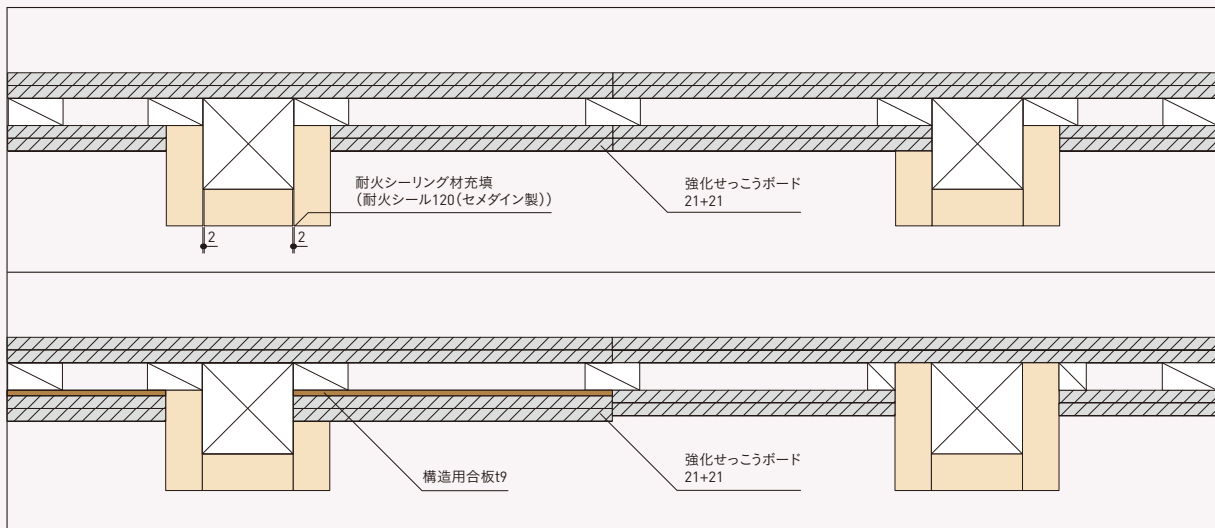 耐火シーリング材充填
（耐火シール120（セメダイン製））
強化せっこうボード
21+21
2
2
構造用合板t9
強化せっこうボード
21+21